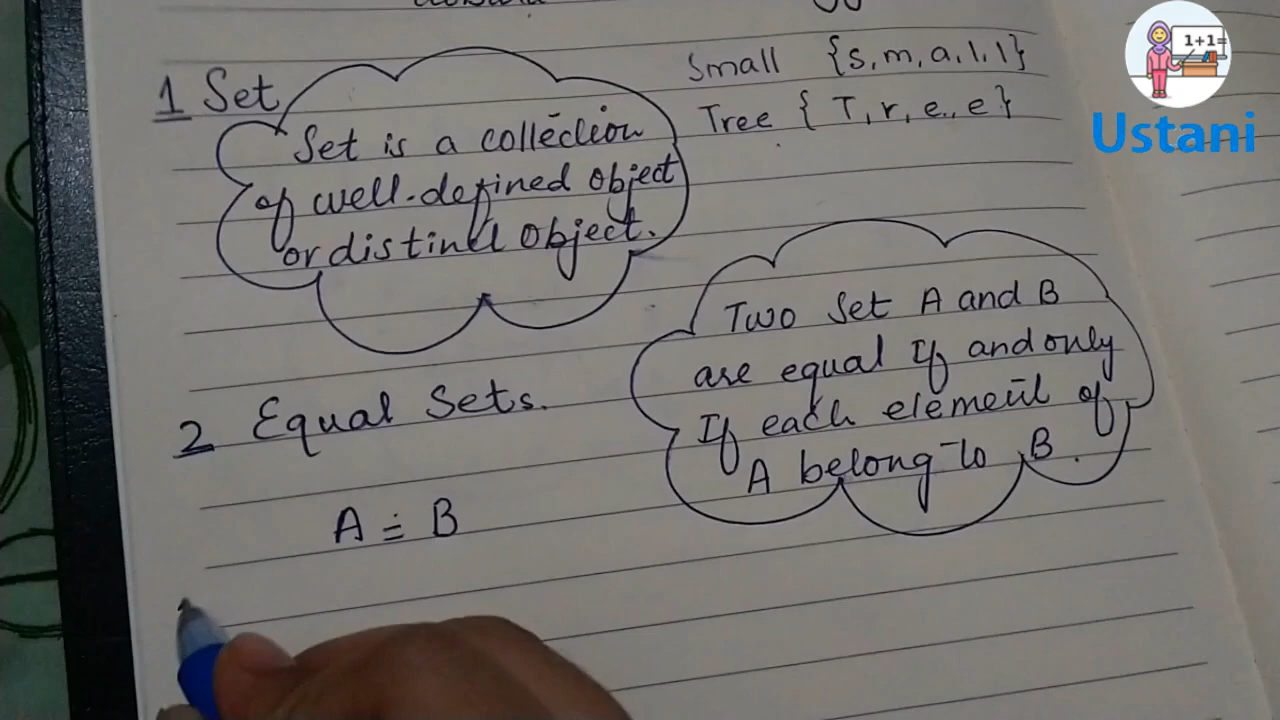 1 Set
Small {s,m,a,l,l}
Tree { T,r,e,e}
Set is a collection
of well-defined object
or distinct object.
2 Equal Sets.
Two Set A and B
are equal If and only
If each element of
A belong to B.
A = B
1+1=
Ustani